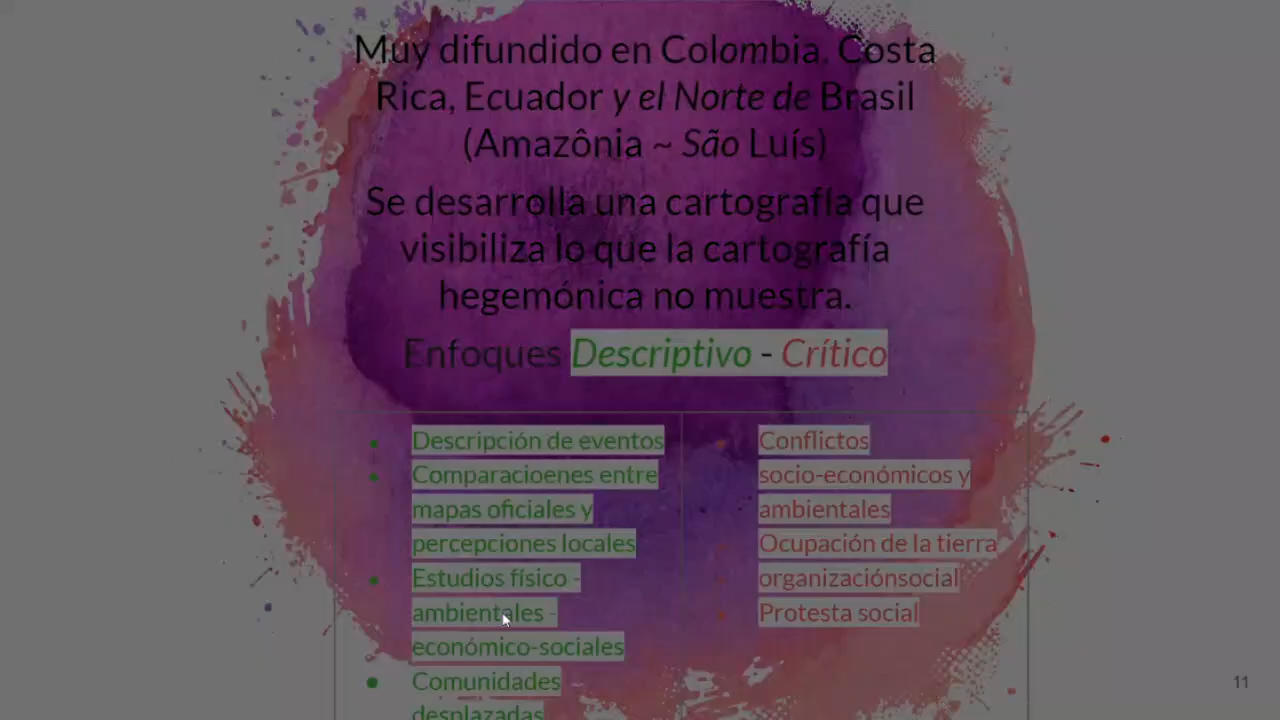 Muy difundido en Colombia, Costa
Rica, Ecuador y el Norte de Brasil
(Amazônia ~ São Luís)
Se desarrolla una cartografía que
visibiliza lo que la cartografía
hegemónica no muestra.
Enfoques Descriptivo - Crítico
Descripción de eventos
Comparacioenes entre
mapas oficiales y
percepciones locales
Estudios físico -
ambientales -
económico-sociales
Comunidades
desplazadas
Conflictos
socio-económicos y
ambientales
Ocupación de la tierra
organizaciónsocial
Protesta social
11